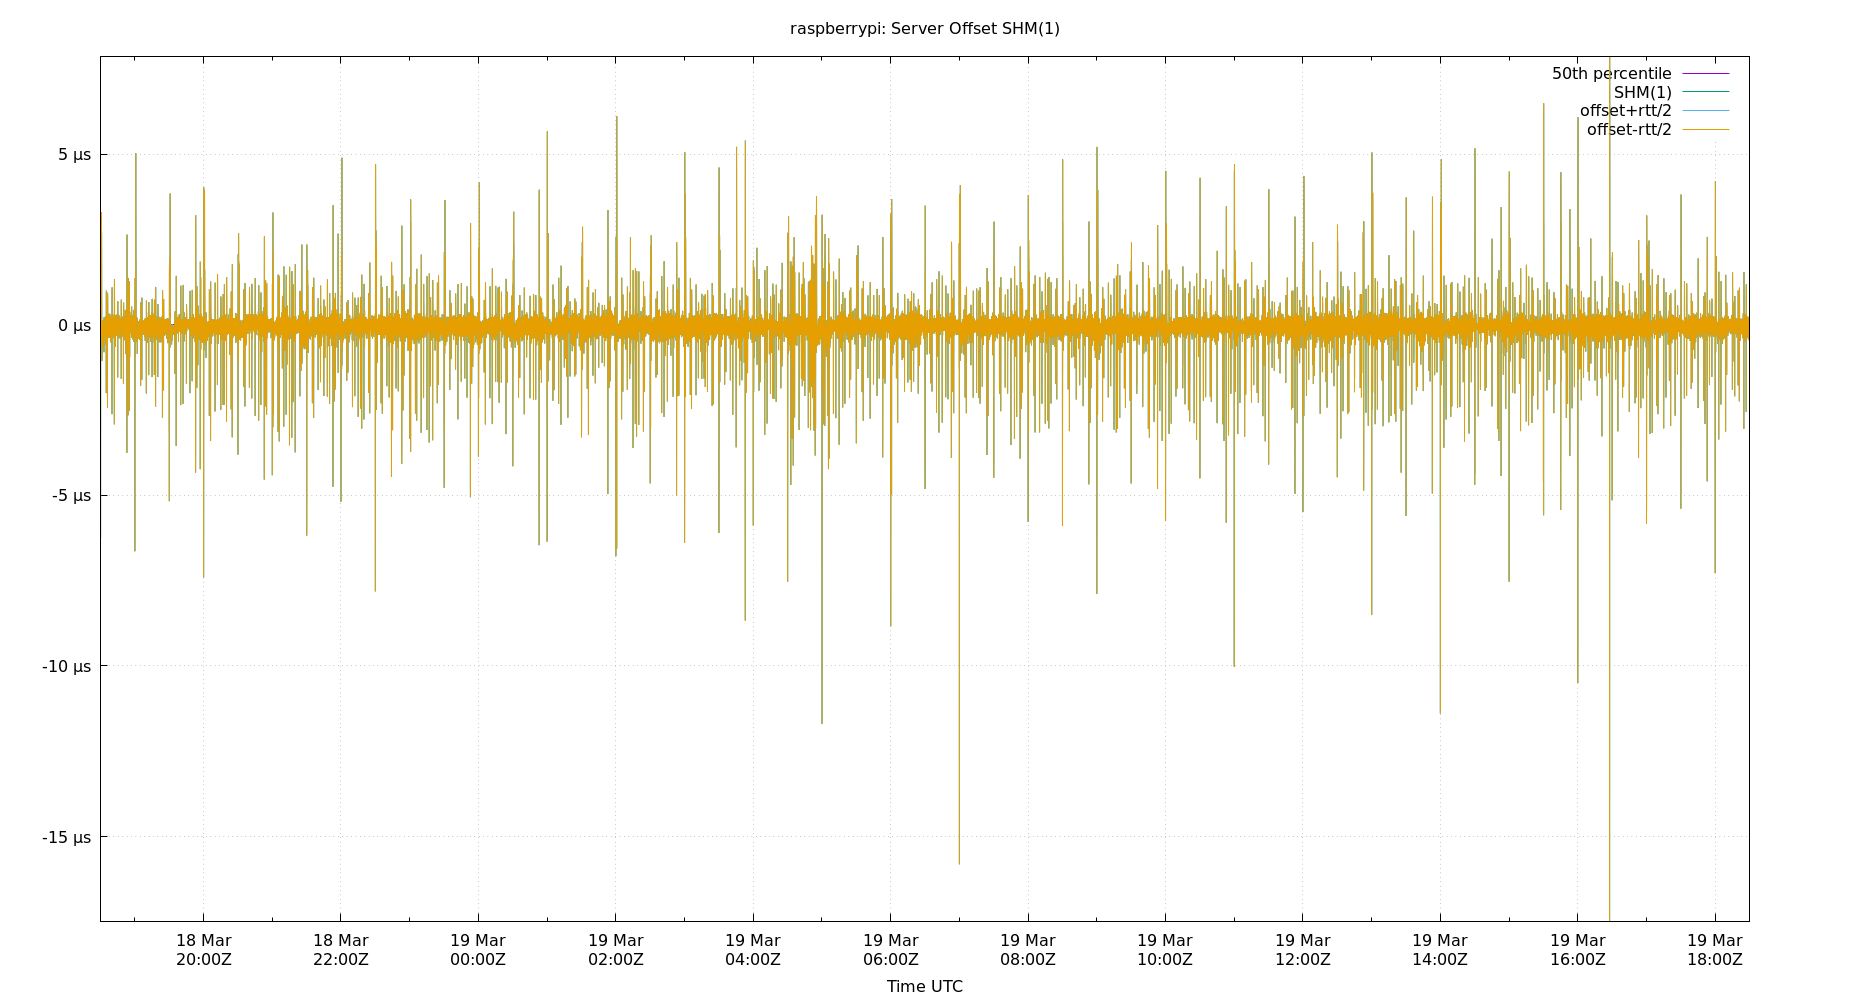 raspberrypi: Server Offset SHM(1)
50th percentile
SHM(1)
offset+rtt/2
offset-rtt/2
5 µs
0 µs
-5 µs
-10 µs
-15 µs
18 Mar 18 Mar 19 Mar 19 Mar 19 Mar 19 Mar 19 Mar 19 Mar 19 Mar 19 Mar 19 Mar 19 Mar
20:00Z 22:00Z 00:00Z 02:00Z 04:00Z 06:00Z 08:00Z 10:00Z 12:00Z 14:00Z 16:00Z 18:00Z
Time UTC